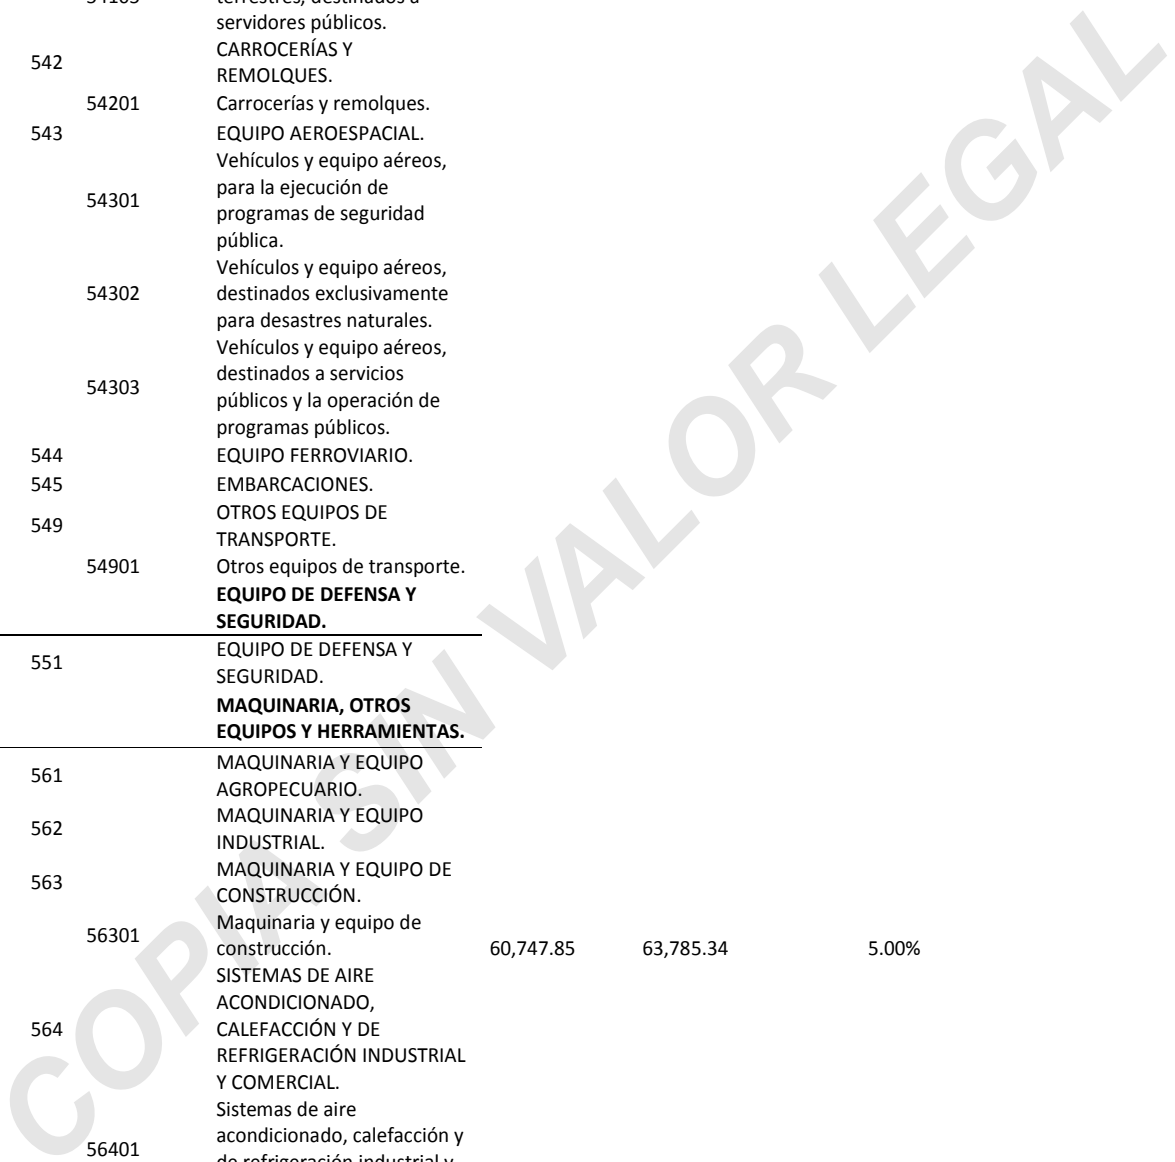 servidores públicos.
542 CARROCERÍAS Y
REMOLQUES.
54201 Carrocerías y remolques.
543 EQUIPO AEROESPACIAL.
Vehículos y equipo aéreos,
para la ejecución de
54301 programas de seguridad
pública.
Vehículos y equipo aéreos,
54302 destinados exclusivamente
para desastres naturales.
Vehículos y equipo aéreos,
destinados a servicios
54303 públicos y la operación de
programas públicos.
544 EQUIPO FERROVIARIO.
545 EMBARCACIONES.
549 OTROS EQUIPOS DE
TRANSPORTE.
54901 Otros equipos de transporte.
EQUIPO DE DEFENSA Y
SEGURIDAD.
551 EQUIPO DE DEFENSA Y
SEGURIDAD.
MAQUINARIA, OTROS
EQUIPOS Y HERRAMIENTAS.
561 MAQUINARIA Y EQUIPO
AGROPECUARIO.
562 MAQUINARIA Y EQUIPO
INDUSTRIAL.
563 MAQUINARIA Y EQUIPO DE
CONSTRUCCIÓN.
56301 Maquinaria y equipo de
construcción. 60,747.85 63,785.34 5.00%
SISTEMAS DE AIRE
ACONDICIONADO,
564 CALEFACCIÓN Y DE
REFRIGERACIÓN INDUSTRIAL
Y COMERCIAL.
Sistemas de aire
56401 acondicionado, calefacción y
de refrigeración industrial y
COPIA SIN VALOR LEGAL